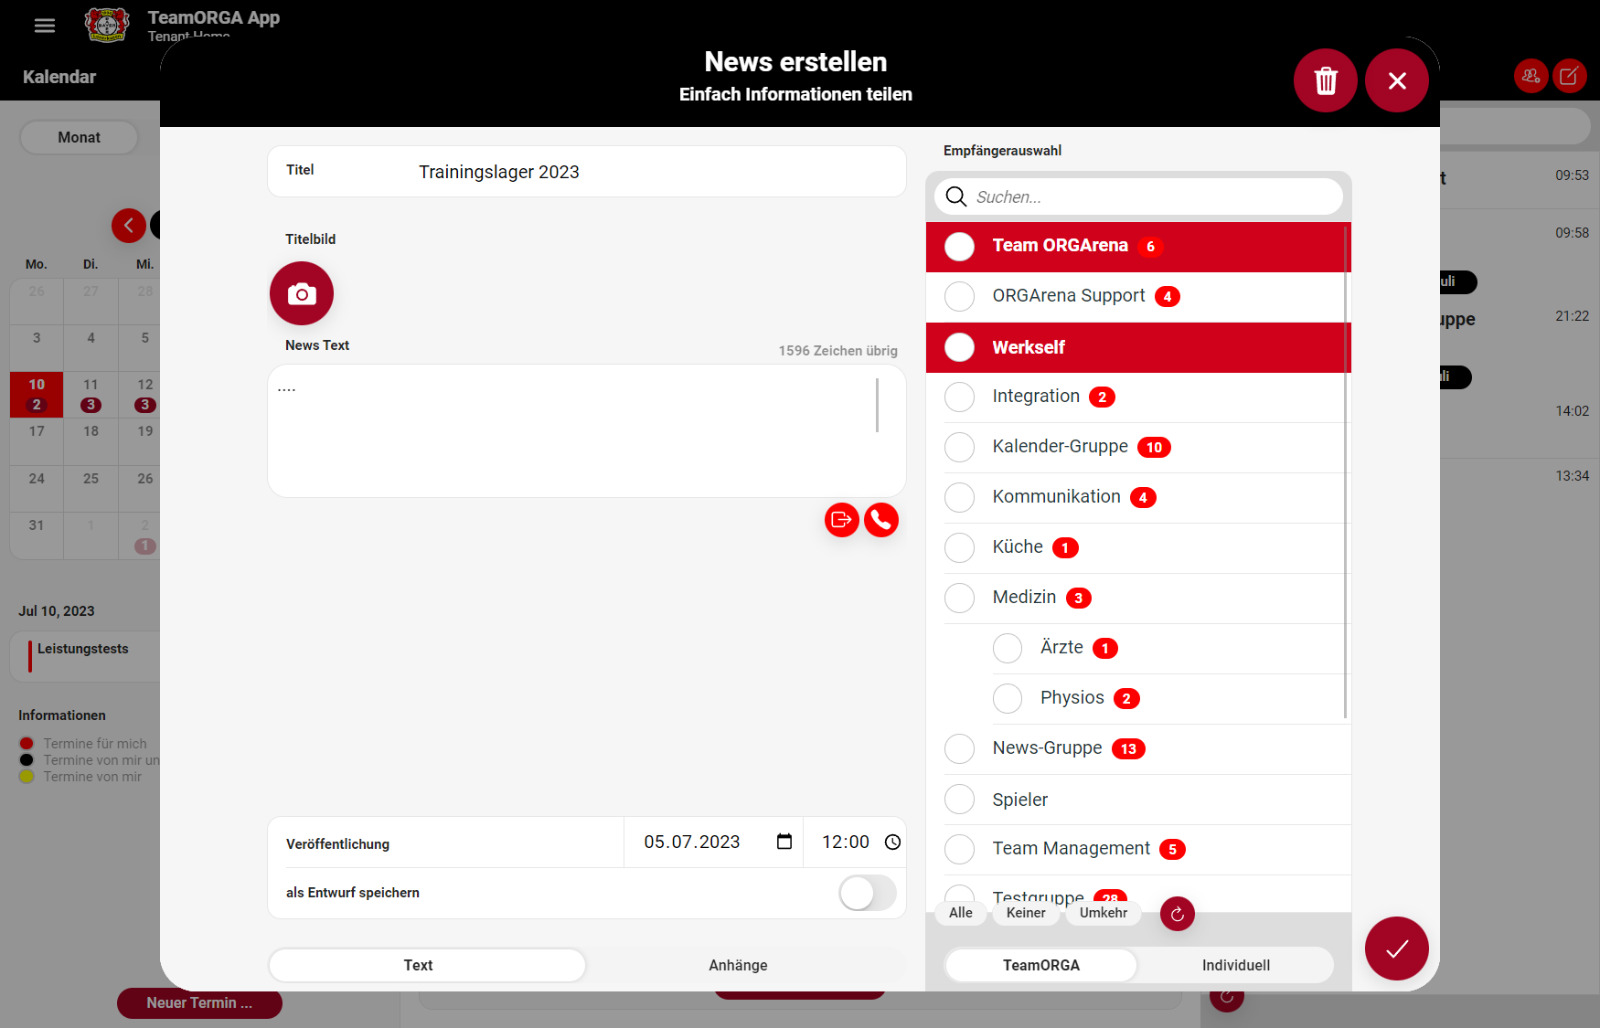 TeamORGA App
Tenant Home
Kalendar
News erstellen
Einfach Informationen teilen
Monat
Mo. Di. Mi.
26 27 28
3 4 5
10 11 12
2 3 3
17 18 19
24 25 26
31 1 2
1
Jul 10, 2023
Leistungstests
Informationen
Termine für mich
Termine von mir un
Termine von mir
Neuer Termin ...
Titel Trainingslager 2023
Titelbild
News Text
1596 Zeichen übrig
....
Veröffentlichung 05.07.2023 12:00
als Entwurf speichern
Text Anhänge
Empfängerauswahl
Suchen...
Team ORGArena 6
ORGArena Support 4
Werkself
Integration 2
Kalender-Gruppe 10
Kommunikation 4
Küche 1
Medizin 3
Ärzte 1
Physios 2
News-Gruppe 13
Spieler
Team Management 5
Testgruppe 28
Alle Keiner Umkehr
TeamORGA Individuell
t 09:53
09:58
uli
uppe 21:22
li
14:02
13:34